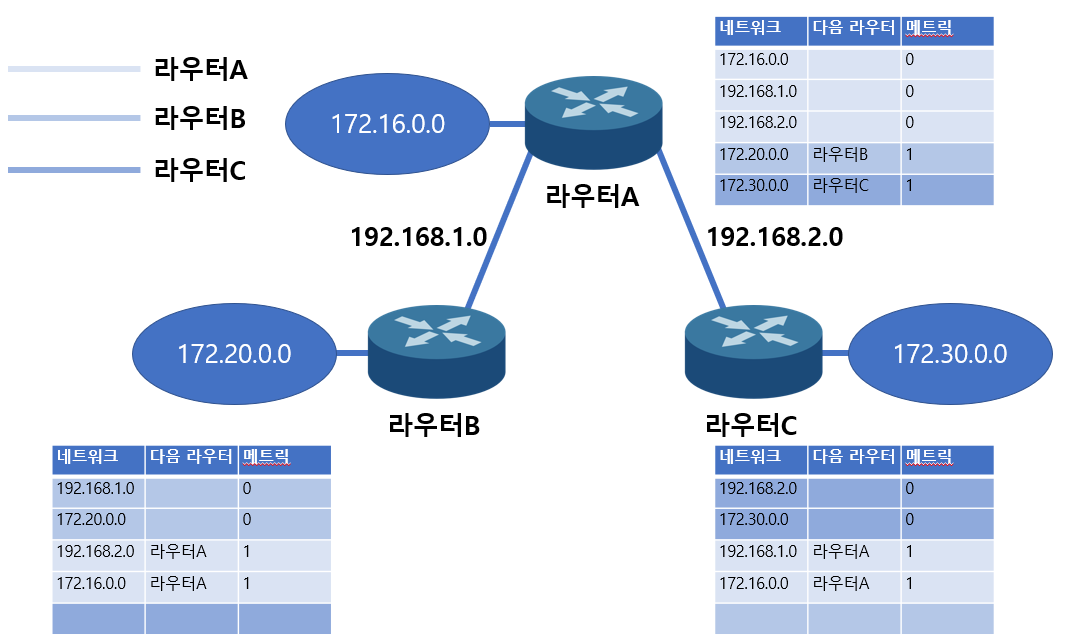 라우터A
라우터B
라우터C
172.16.0.0
라우터A
192.168.1.0
192.168.2.0
172.20.0.0
라우터B
172.30.0.0
라우터C
네트워크 다음 라우터 메트릭
172.16.0.0 0
192.168.1.0 0
192.168.2.0 0
172.20.0.0 라우터B 1
172.30.0.0 라우터C 1
네트워크 다음 라우터 메트릭
192.168.1.0 0
172.20.0.0 0
192.168.2.0 라우터A 1
172.16.0.0 라우터A 1
네트워크 다음 라우터 메트릭
192.168.2.0 0
172.30.0.0 0
192.168.1.0 라우터A 1
172.16.0.0 라우터A 1